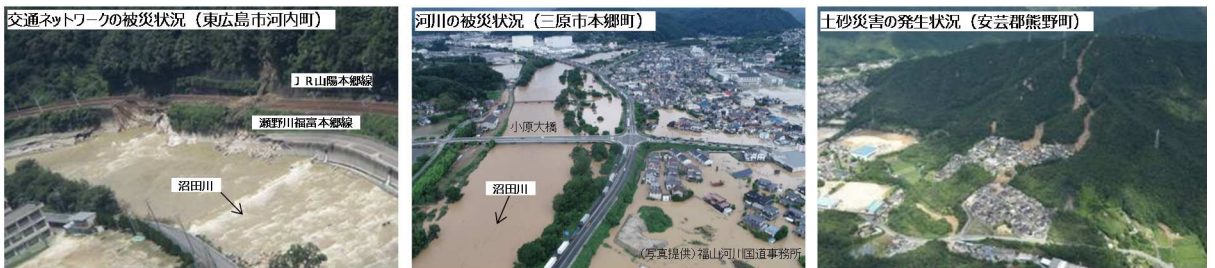 交通ネットワークの被災状況（東広島市河内町）
ＪＲ山陽本郷線
瀬野川福富本郷線
沼田川
河川の被災状況（三原市本郷町）
小原大橋
沼田川
（写真提供）福山河川国道事務所
土砂災害の発生状況（安芸郡熊野町）